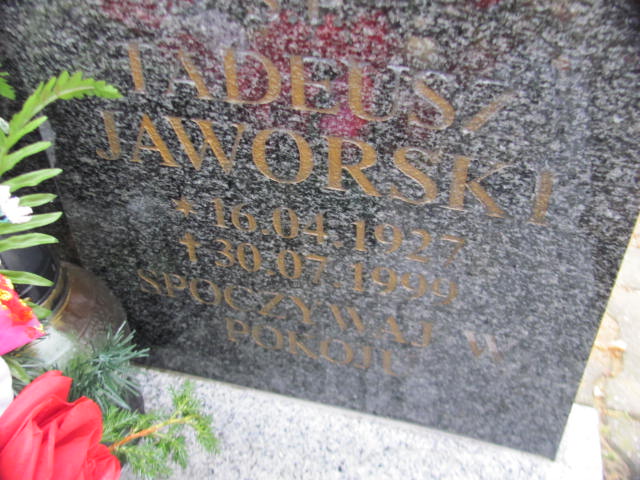 TADEUSZ
JAWORSKI
* 16.04.1927
✝ 30.07.1999
SPOCZYWAJ W
POKOJU